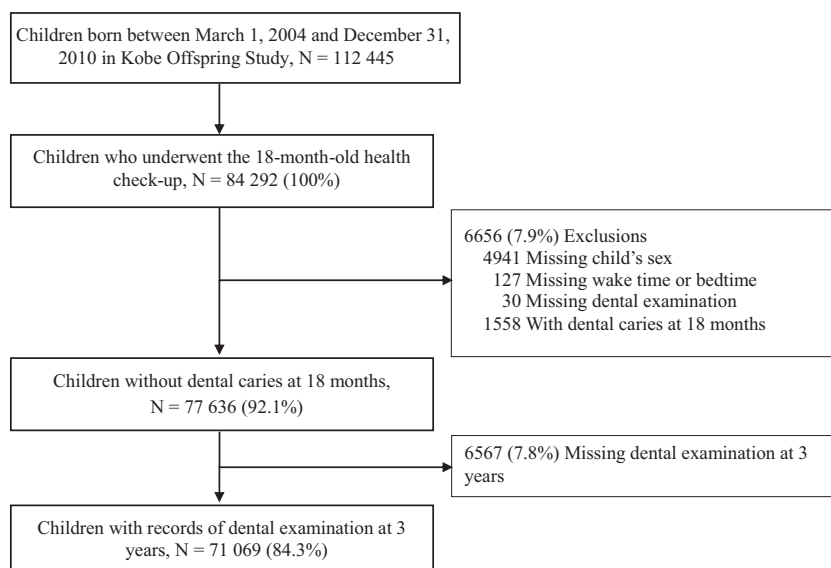 Children born between March 1, 2004 and December 31,
2010 in Kobe Offspring Study, N = 112 445
Children who underwent the 18-month-old health
check-up, N = 84 292 (100%)
6656 (7.9%) Exclusions
4941 Missing child's sex
127 Missing wake time or bedtime
30 Missing dental examination
1558 With dental caries at 18 months
Children without dental caries at 18 months,
N = 77 636 (92.1%)
6567 (7.8%) Missing dental examination at 3
years
Children with records of dental examination at 3
years, N = 71 069 (84.3%)